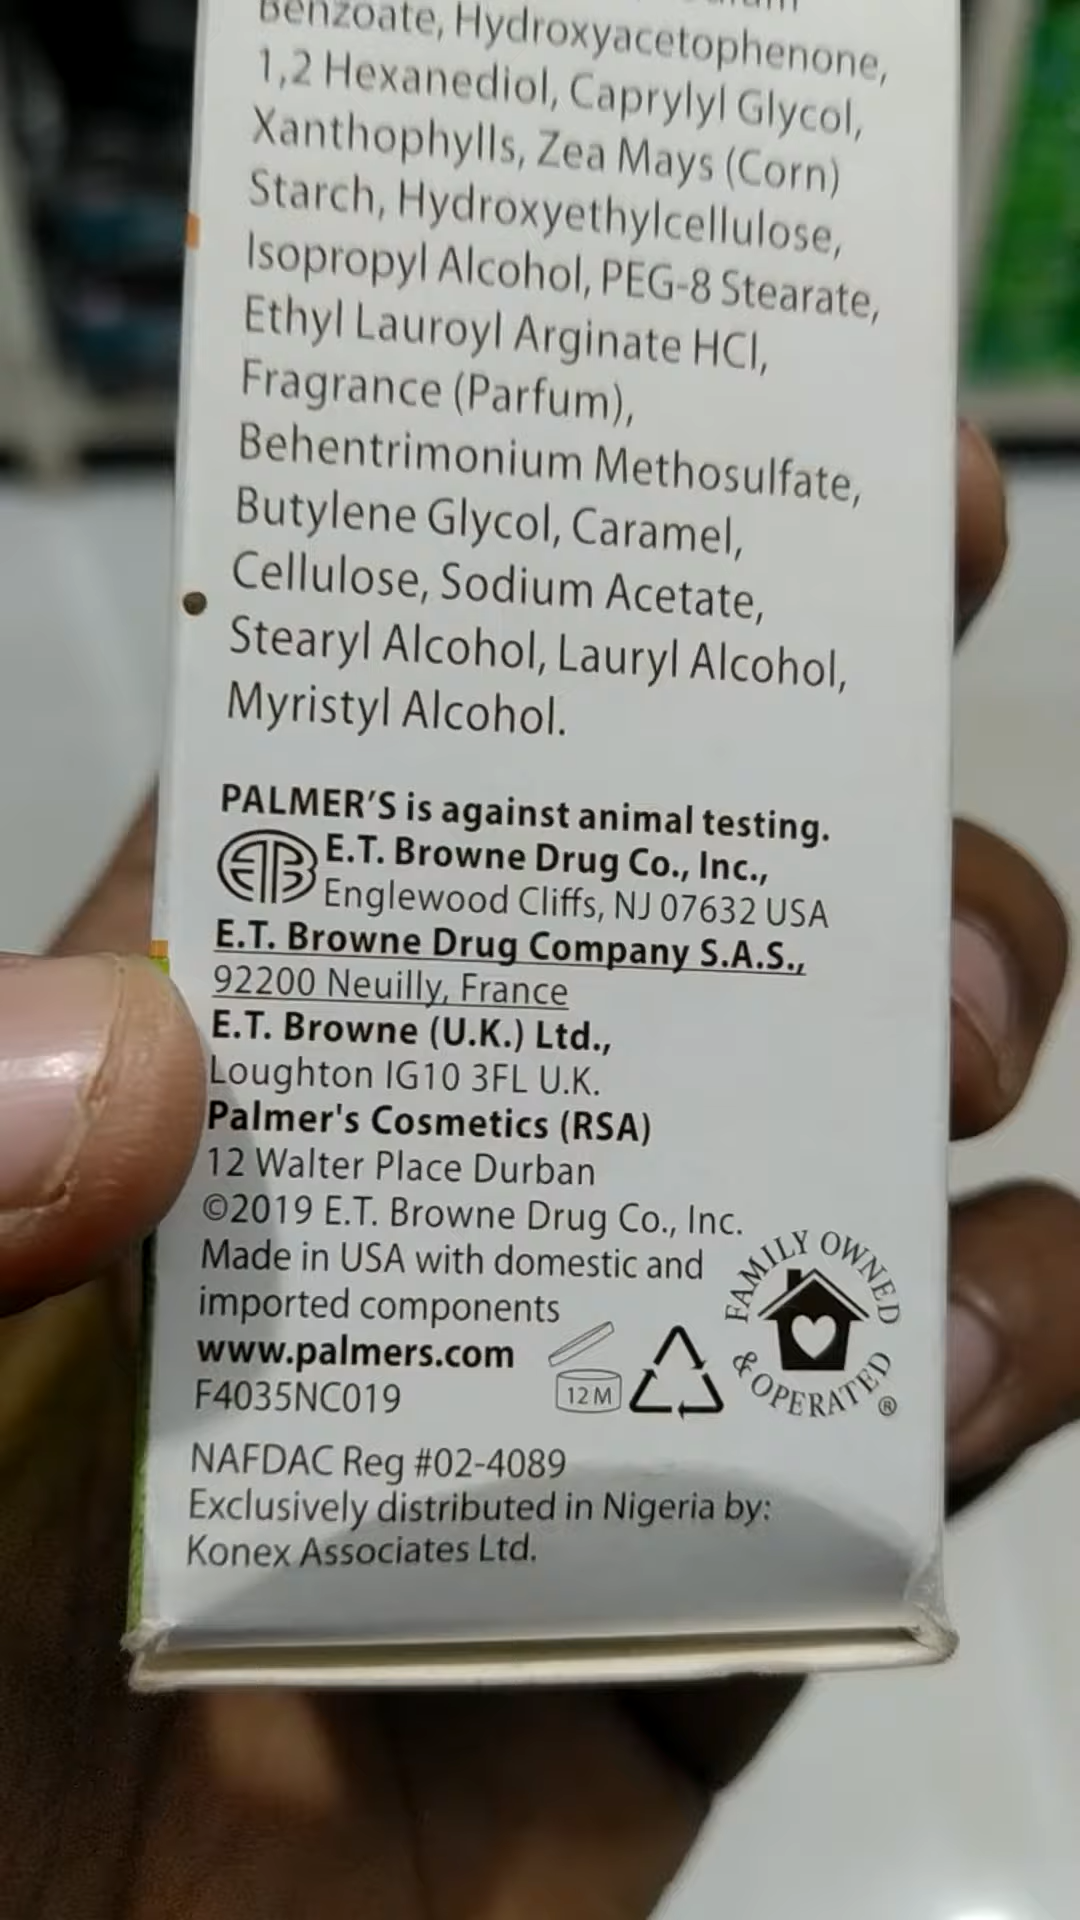 Benzoate, Hydroxyacetophenone,
1,2 Hexanediol, Caprylyl Glycol,
Xanthophylls, Zea Mays (Corn)
Starch, Hydroxyethylcellulose,
Isopropyl Alcohol, PEG-8 Stearate,
Ethyl Lauroyl Arginate HCl,
Fragrance (Parfum),
Behentrimonium Methosulfate,
Butylene Glycol, Caramel,
Cellulose, Sodium Acetate,
Stearyl Alcohol, Lauryl Alcohol,
Myristyl Alcohol.
PALMER'S is against animal testing.
ETB
E.T. Browne Drug Co., Inc.,
Englewood Cliffs, NJ 07632 USA
E.T. Browne Drug Company S.A.S.,
92200 Neuilly, France
E.T. Browne (U.K.) Ltd.,
Loughton IG10 3FL U.K.
Palmer's Cosmetics (RSA)
12 Walter Place Durban
©2019 E.T. Browne Drug Co., Inc.
Made in USA with domestic and
imported components
www.palmers.com
F4035NC019
12 M
FAMILY OWNED
& OPERATED ®
NAFDAC Reg #02-4089
Exclusively distributed in Nigeria by:
Konex Associates Ltd.